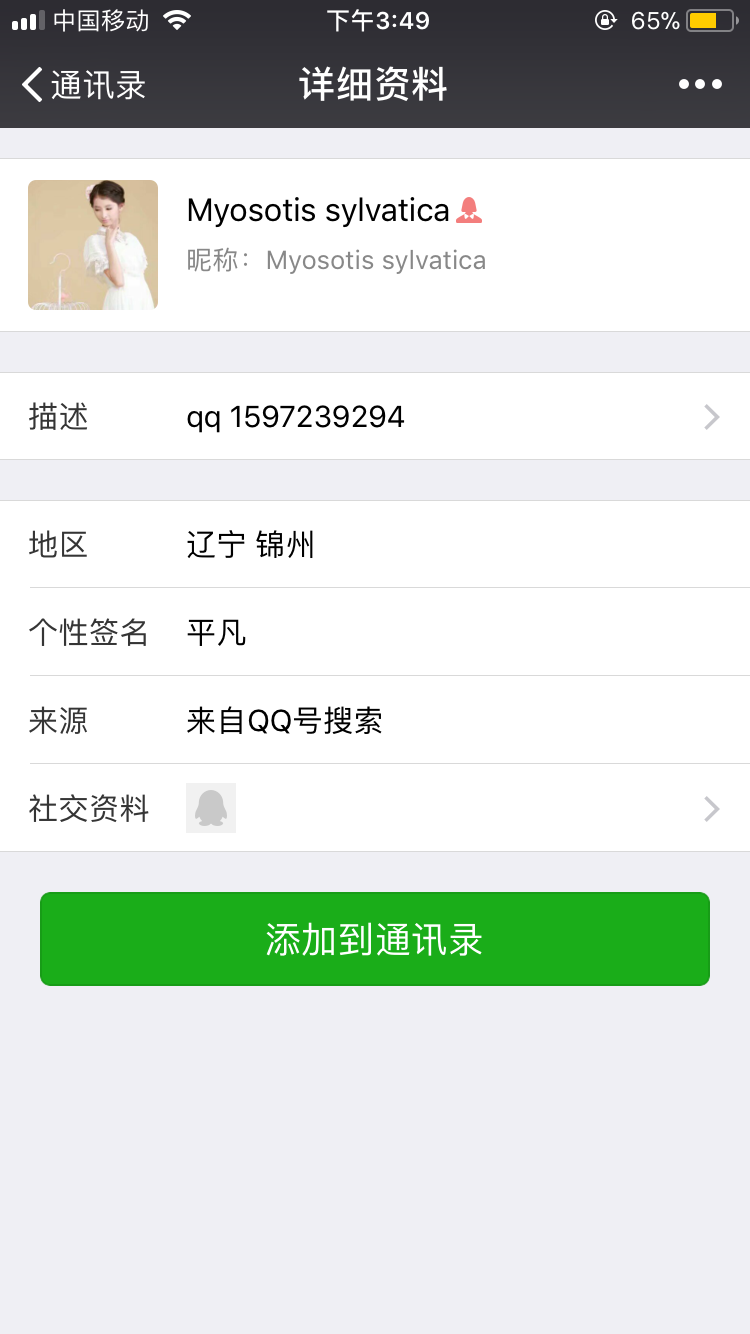 中国移动 下午3:49 65%
通讯录 详细资料
Myosotis sylvatica
昵称：Myosotis sylvatica
描述 qq 1597239294
地区 辽宁 锦州
个性签名 平凡
来源 来自QQ号搜索
社交资料
添加到通讯录